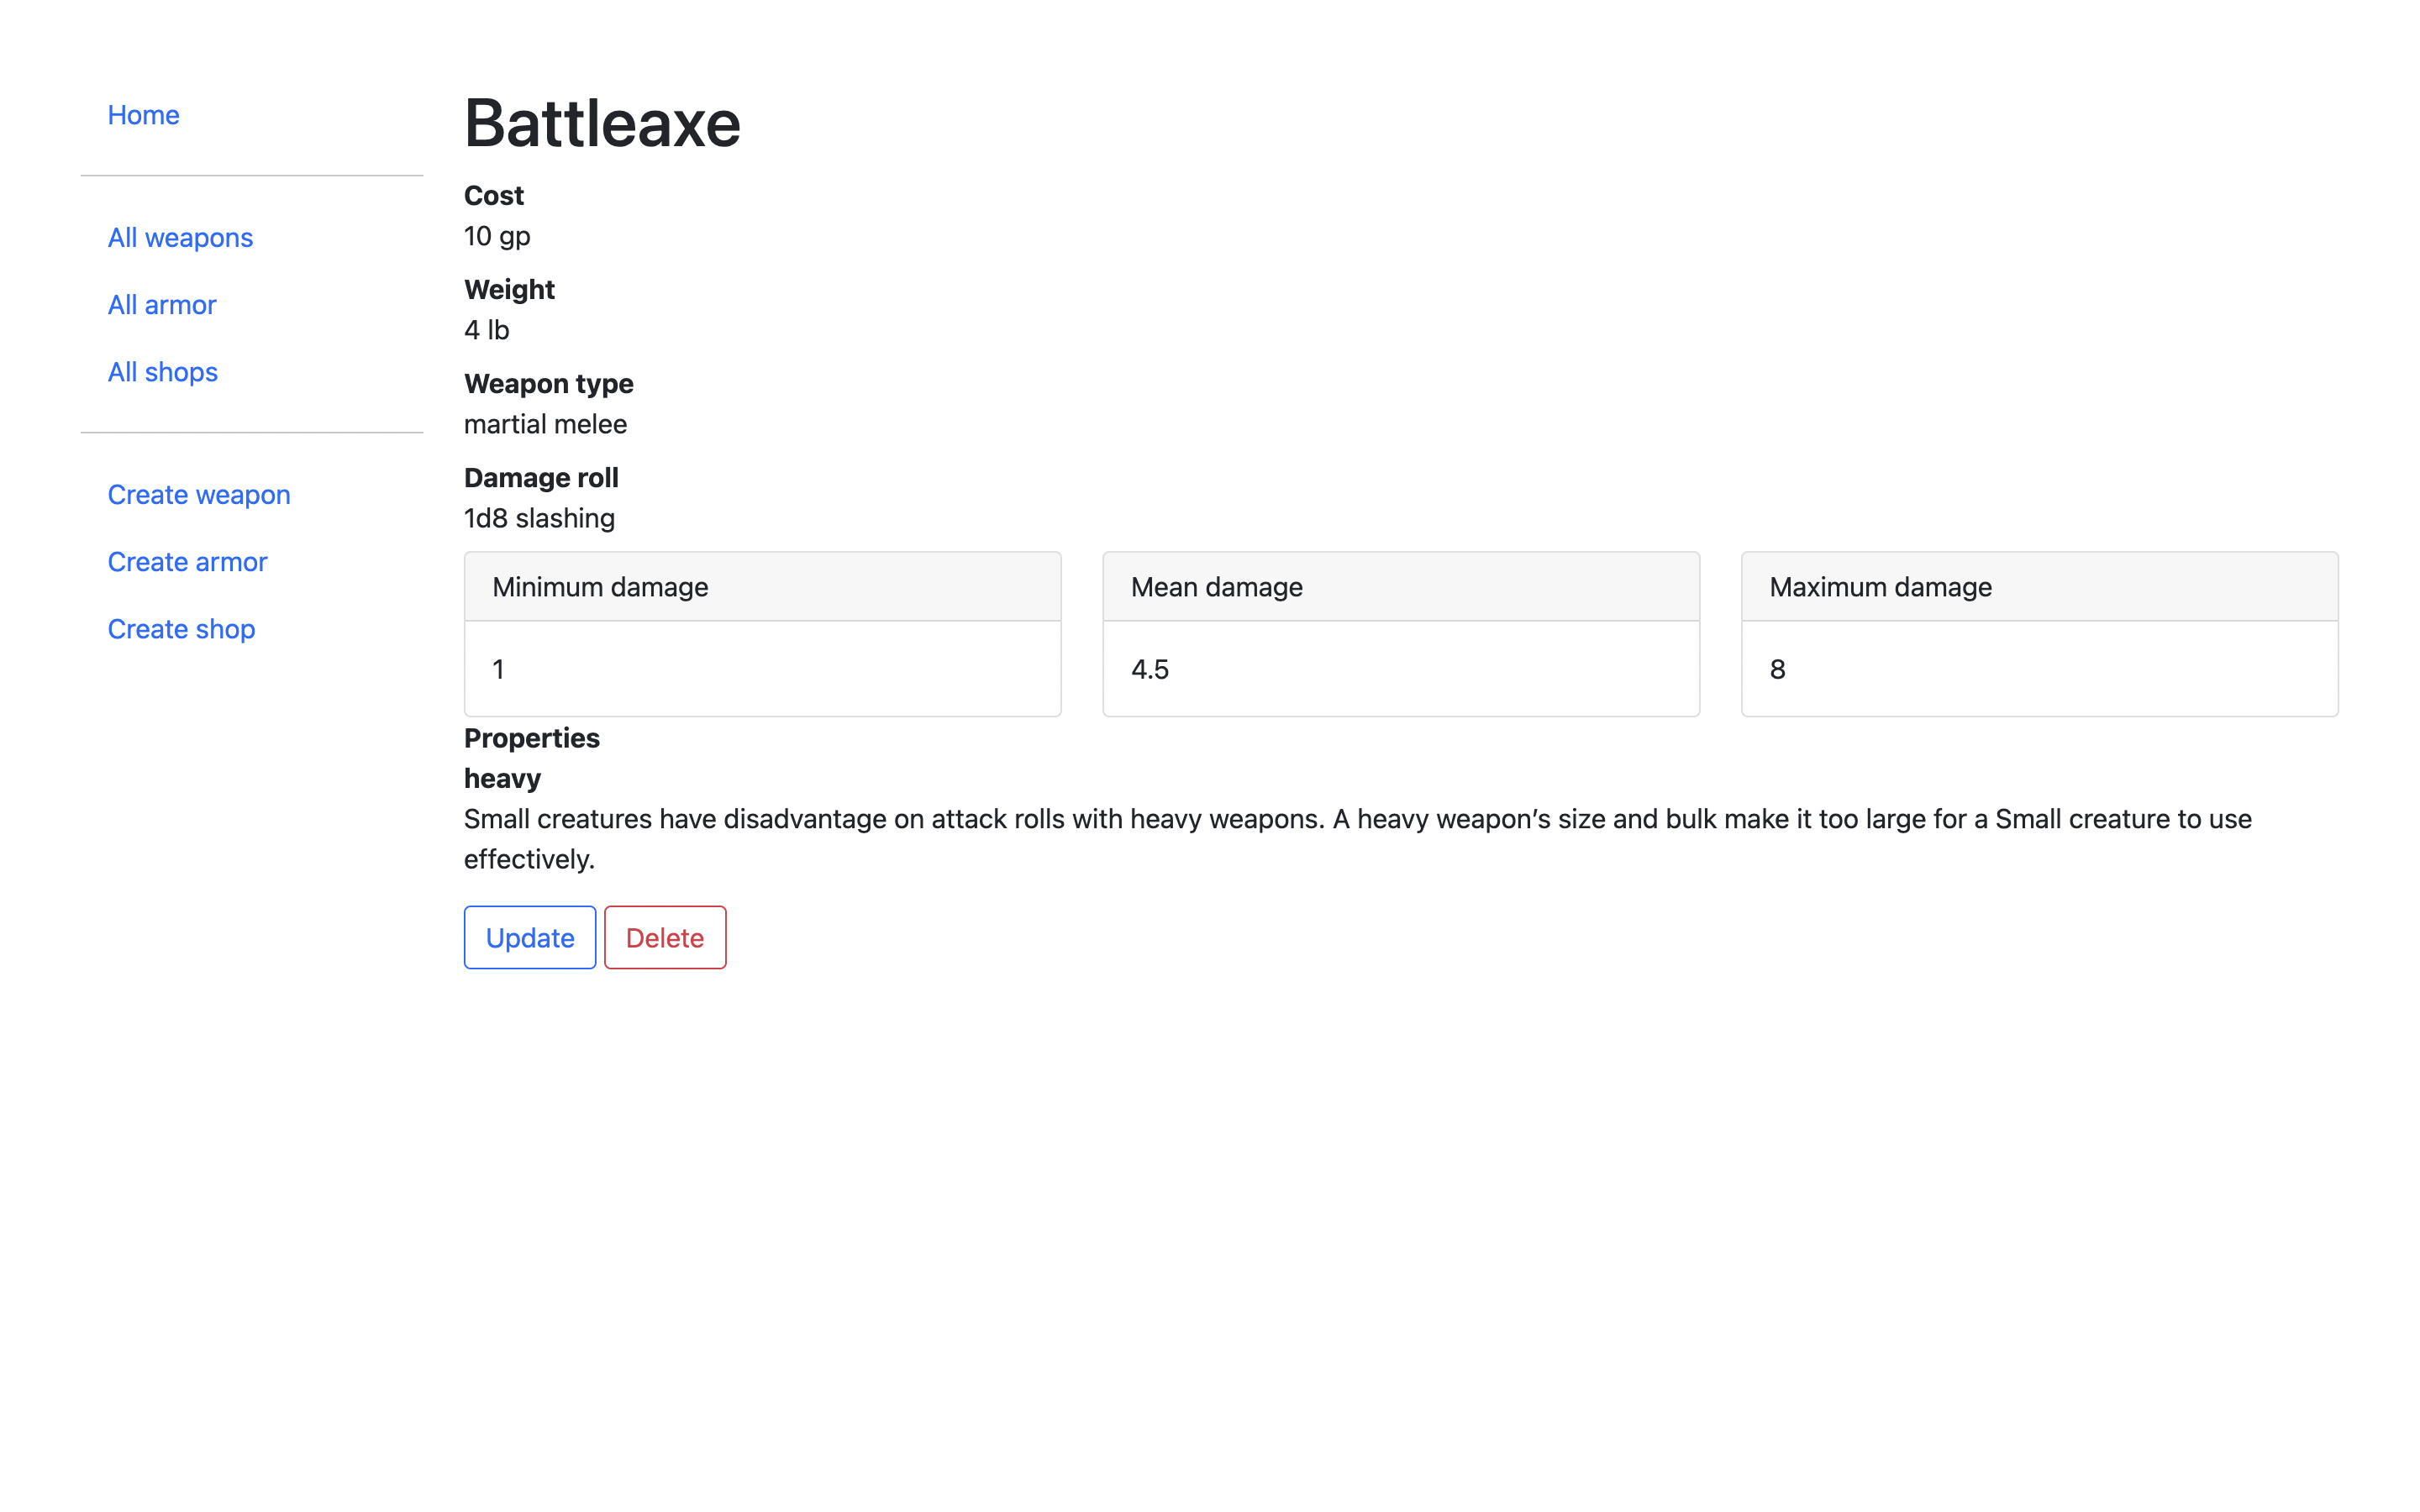 Home
All weapons
All armor
All shops
Create weapon
Create armor
Create shop
Battleaxe
Cost
10 gp
Weight
4 lb
Weapon type
martial melee
Damage roll
1d8 slashing
Minimum damage
1
Mean damage
4.5
Maximum damage
8
Properties
heavy
Small creatures have disadvantage on attack rolls with heavy weapons. A heavy weapon’s size and bulk make it too large for a Small creature to use
effectively.
Update
Delete